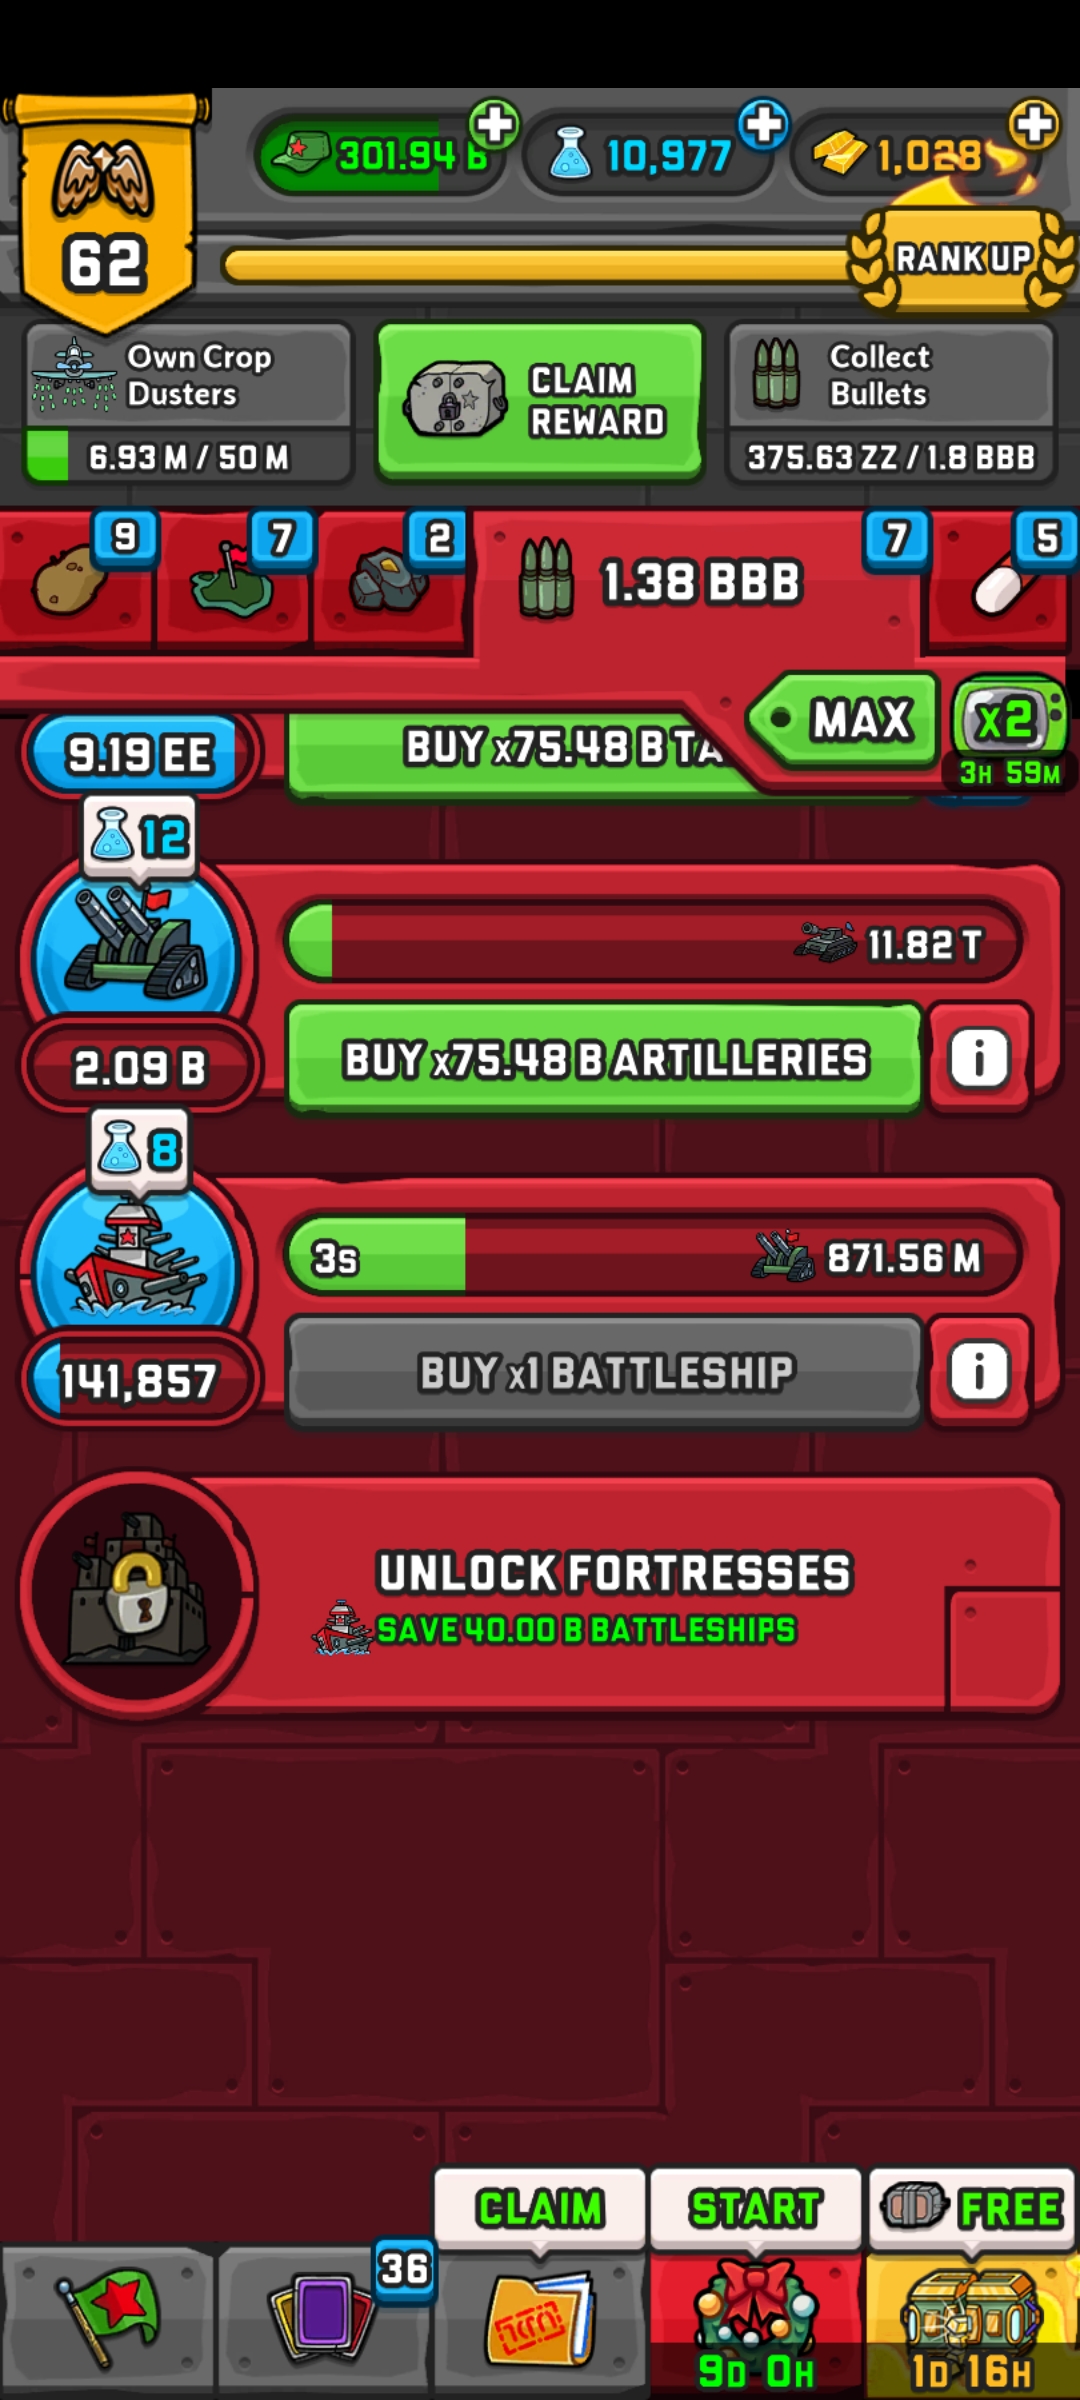 301.94 B
10,977
1,028
62
RANK UP
Own Crop
Dusters
6.93 M / 50 M
CLAIM
REWARD
Collect
Bullets
375.63 ZZ / 1.8 BBB
9
7
2
1.38 BBB
7
5
MAX
x2
3H 59M
9.19 EE
BUY x75.48 B TA
12
11.82 T
2.09 B
BUY x75.48 B ARTILLERIES
i
8
3s
871.56 M
141,857
BUY x1 BATTLESHIP
i
UNLOCK FORTRESSES
SAVE 40.00 B BATTLESHIPS
CLAIM
START
FREE
36
9D 0H
1D 16H